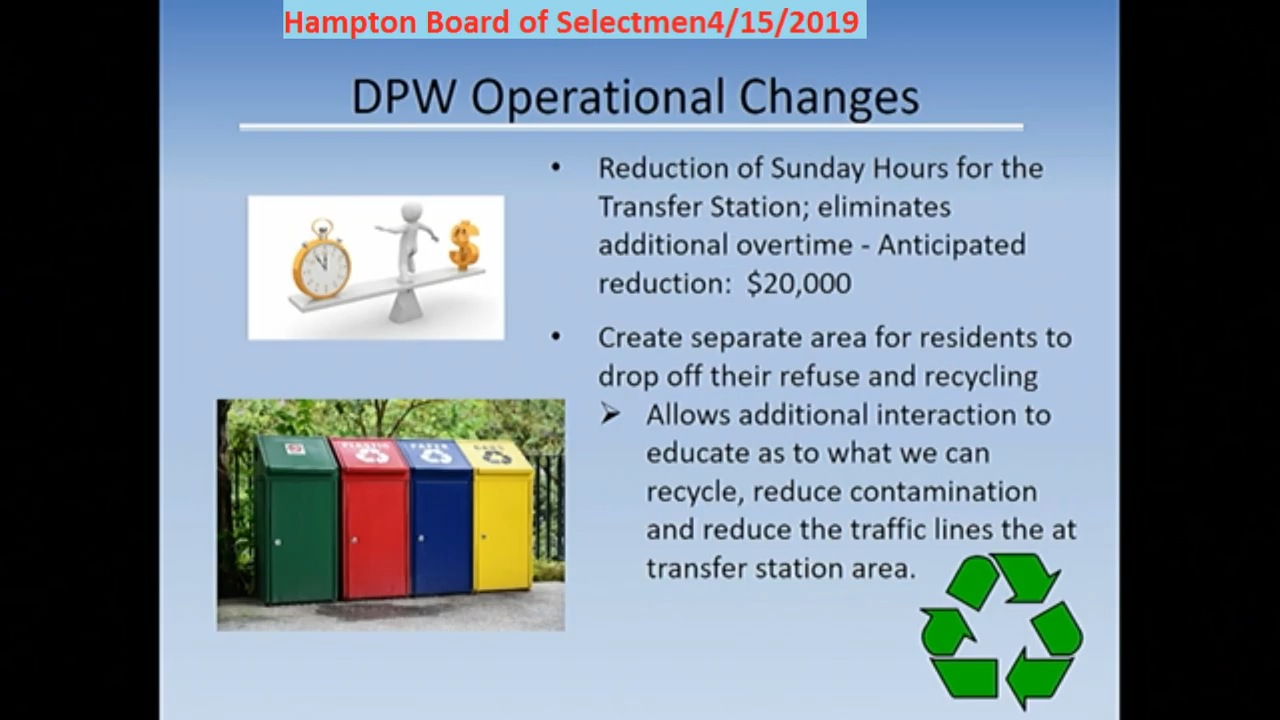 Hampton Board of Selectmen4/15/2019
DPW Operational Changes
• Reduction of Sunday Hours for the
Transfer Station; eliminates
additional overtime - Anticipated
reduction: $20,000
• Create separate area for residents to
drop off their refuse and recycling
➢ Allows additional interaction to
educate as to what we can
recycle, reduce contamination
and reduce the traffic lines the at
transfer station area.
PLASTIC
PAPER